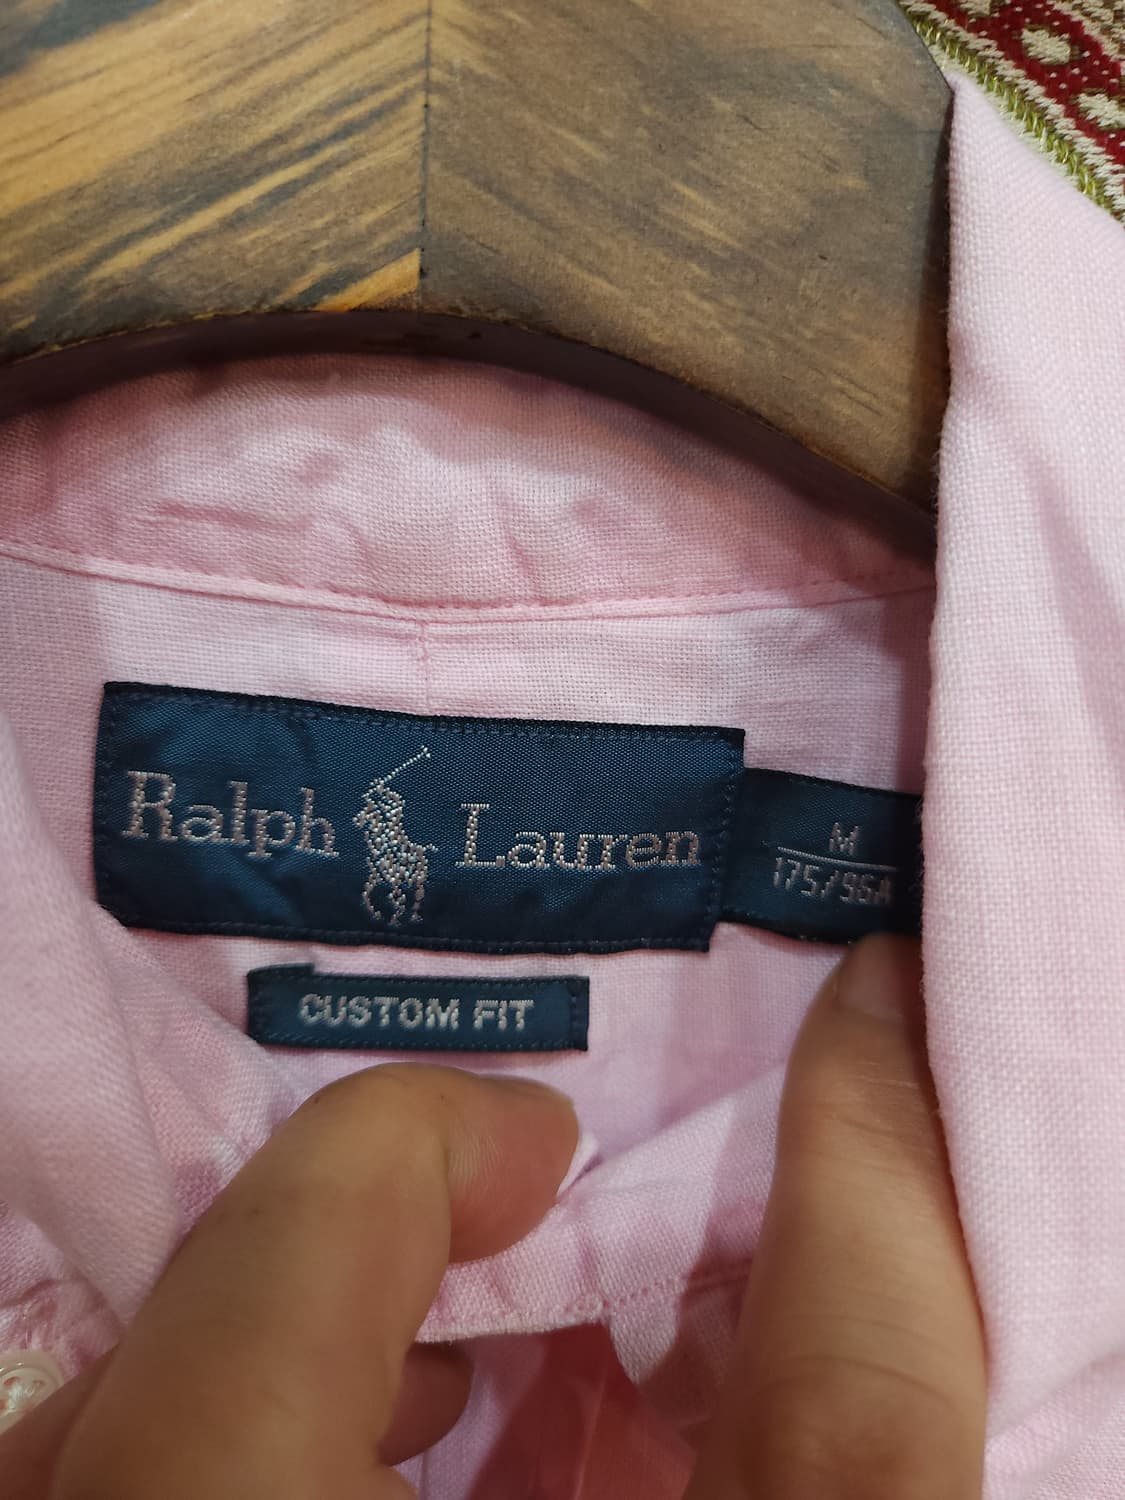 Ralph Lauren
M
175/96A
CUSTOM FIT